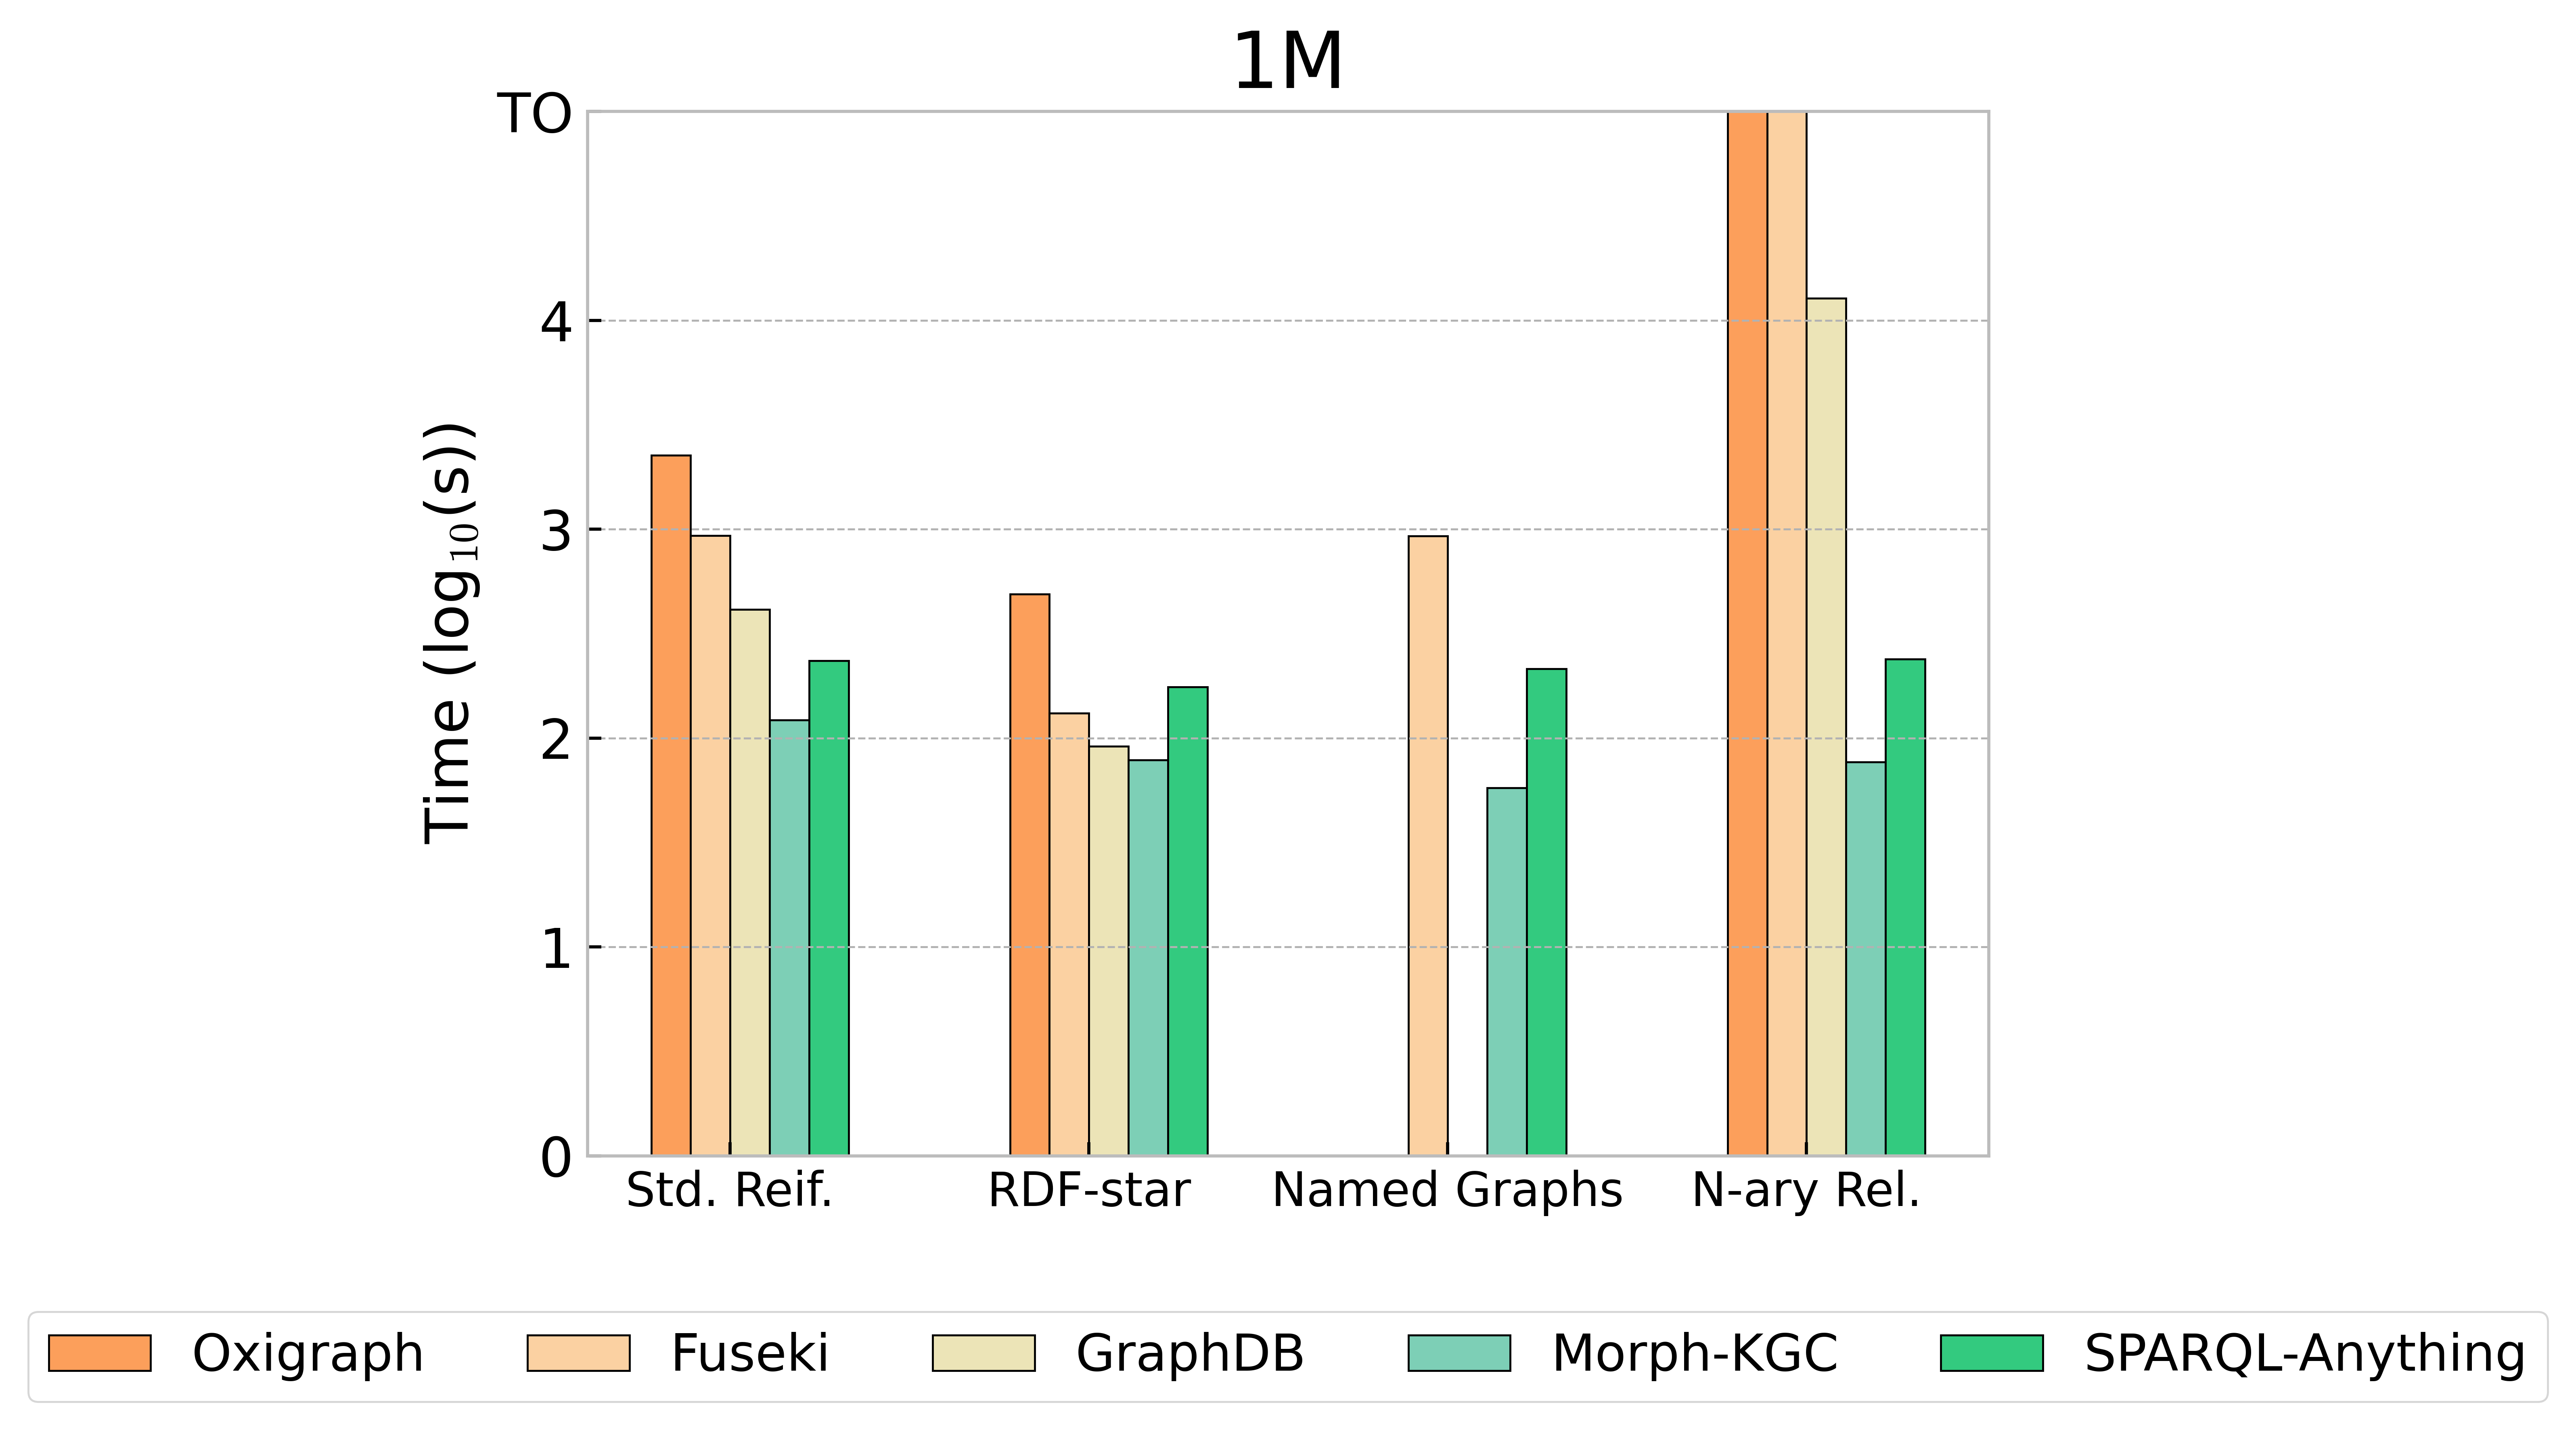 1M
TO
4
3
2
1
0
Time (log10(s))
Std. Reif. RDF-star Named Graphs N-ary Rel.
Oxigraph Fuseki GraphDB Morph-KGC SPARQL-Anything